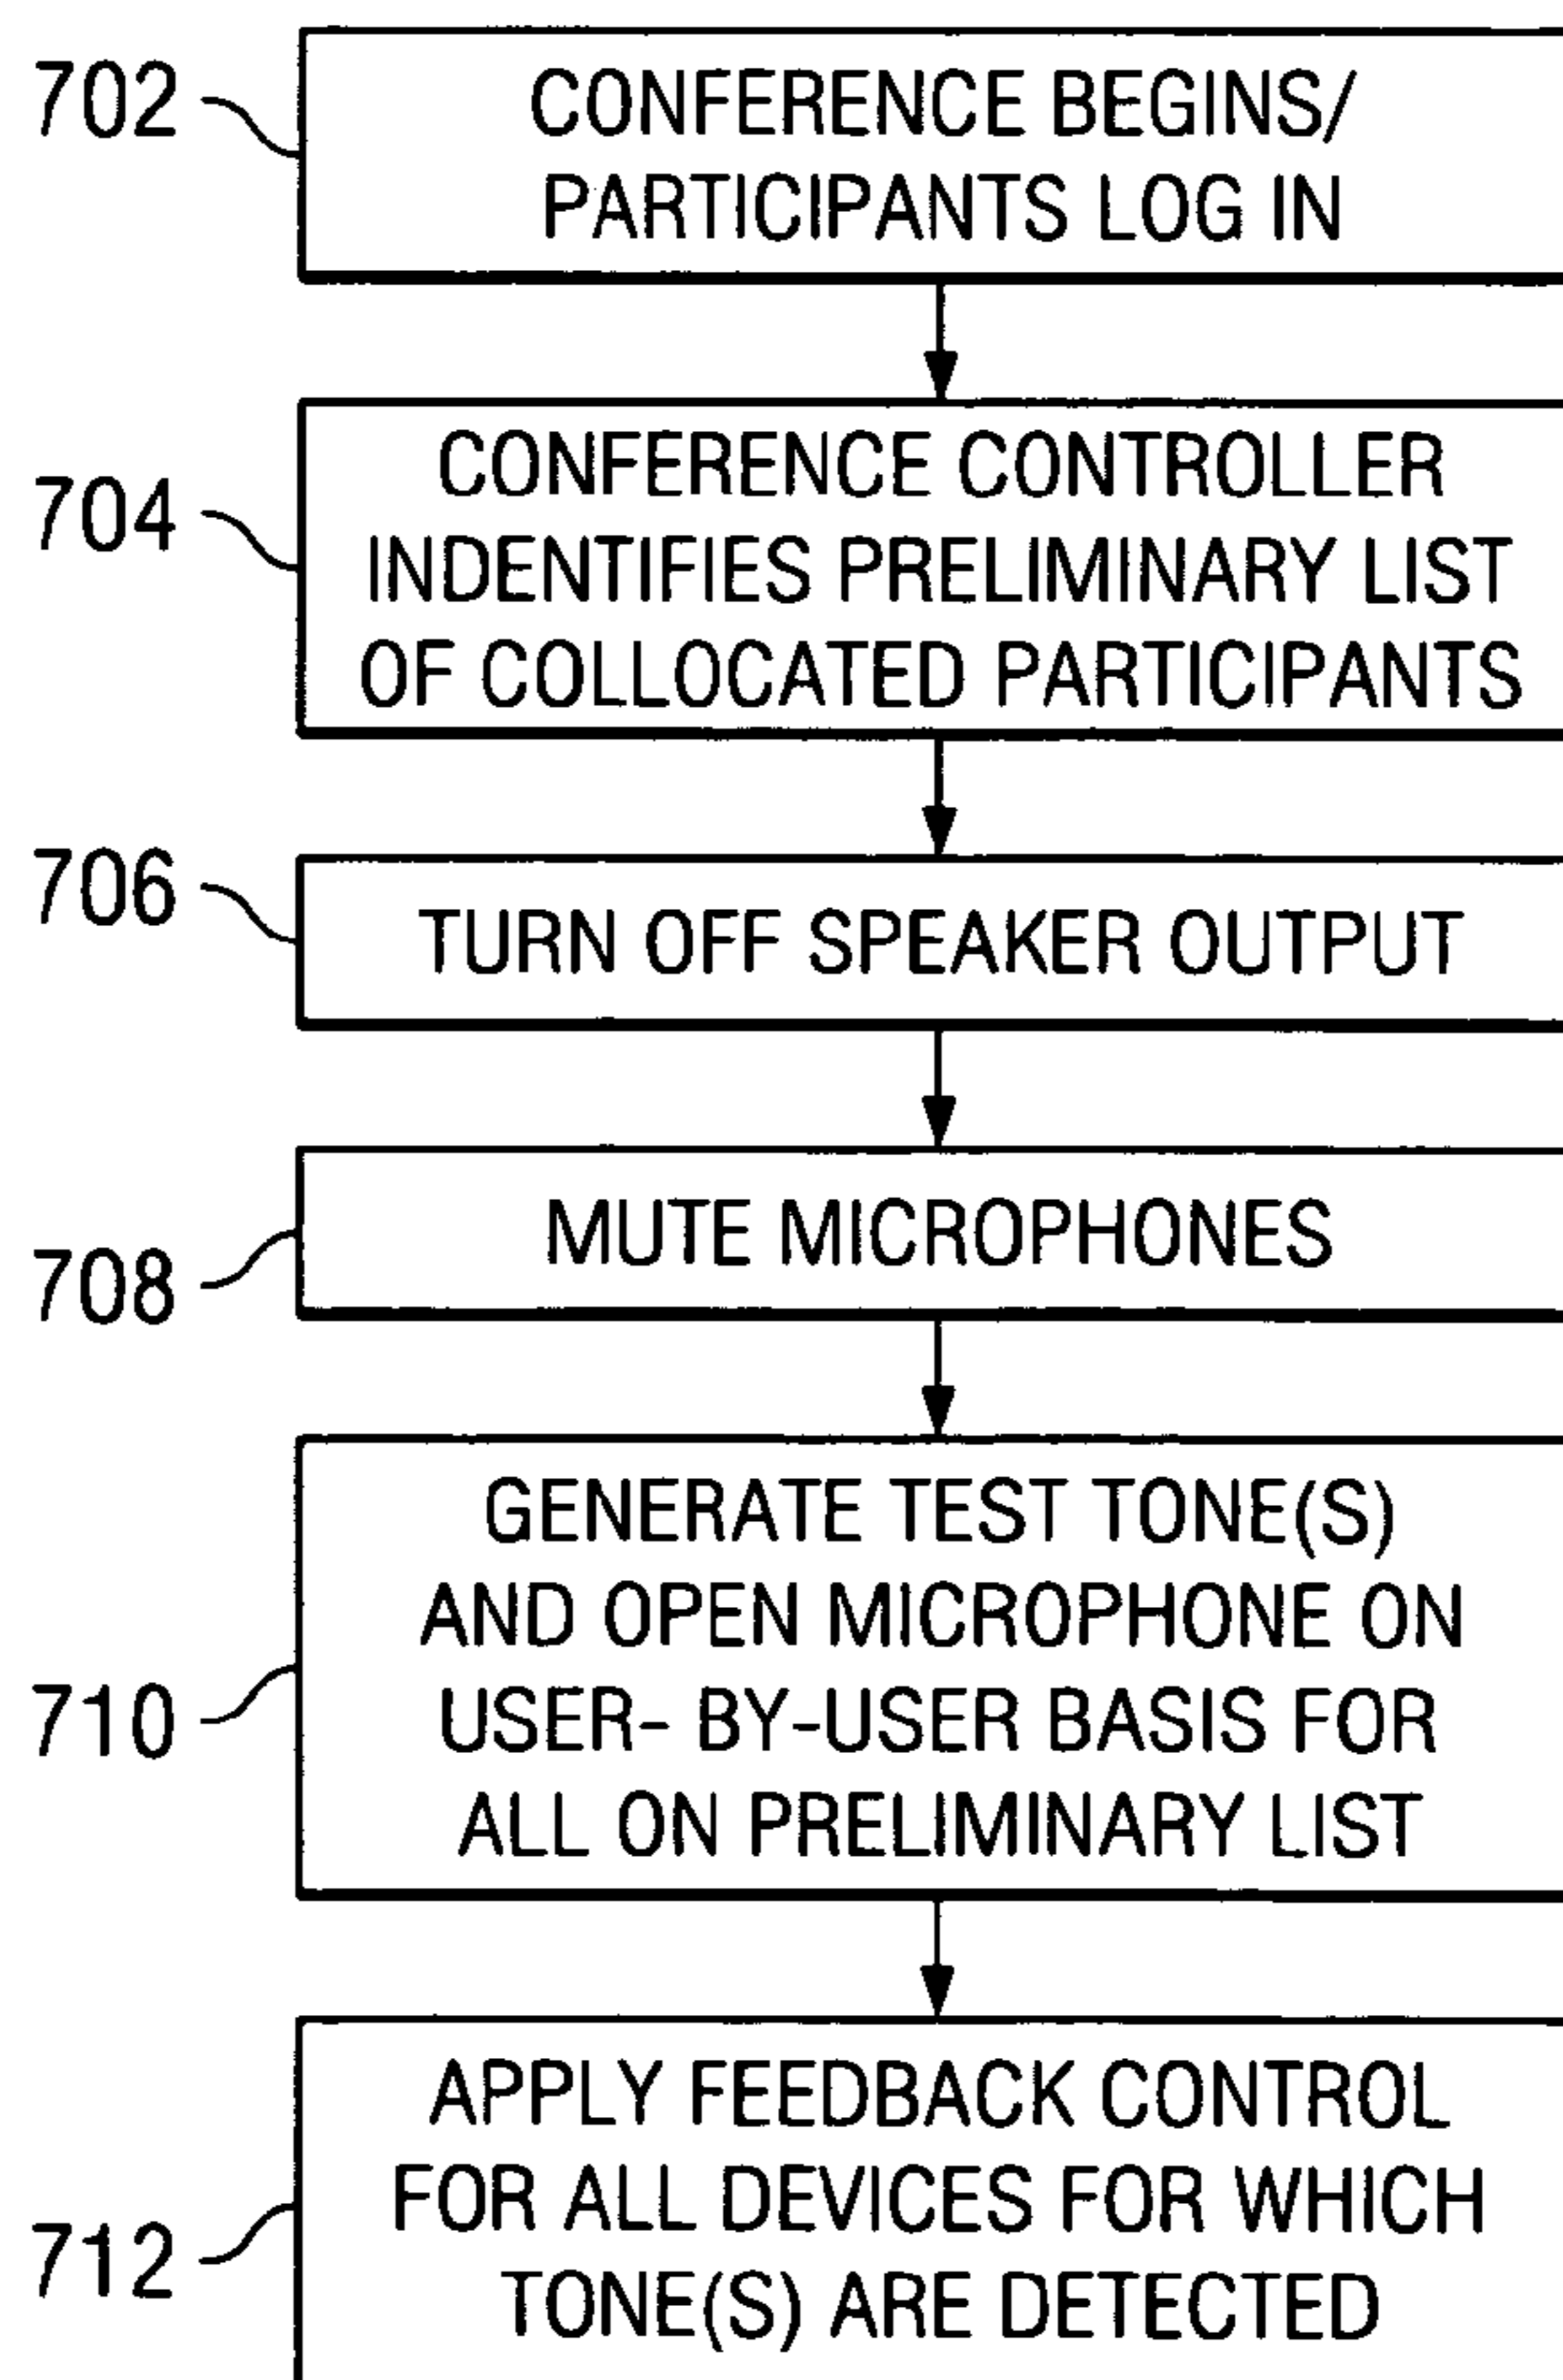 702
CONFERENCE BEGINS/
PARTICIPANTS LOG IN
704
CONFERENCE CONTROLLER
INDENTIFIES PRELIMINARY LIST
OF COLLOCATED PARTICIPANTS
706
TURN OFF SPEAKER OUTPUT
708
MUTE MICROPHONES
710
GENERATE TEST TONE(S)
AND OPEN MICROPHONE ON
USER- BY-USER BASIS FOR
ALL ON PRELIMINARY LIST
712
APPLY FEEDBACK CONTROL
FOR ALL DEVICES FOR WHICH
TONE(S) ARE DETECTED